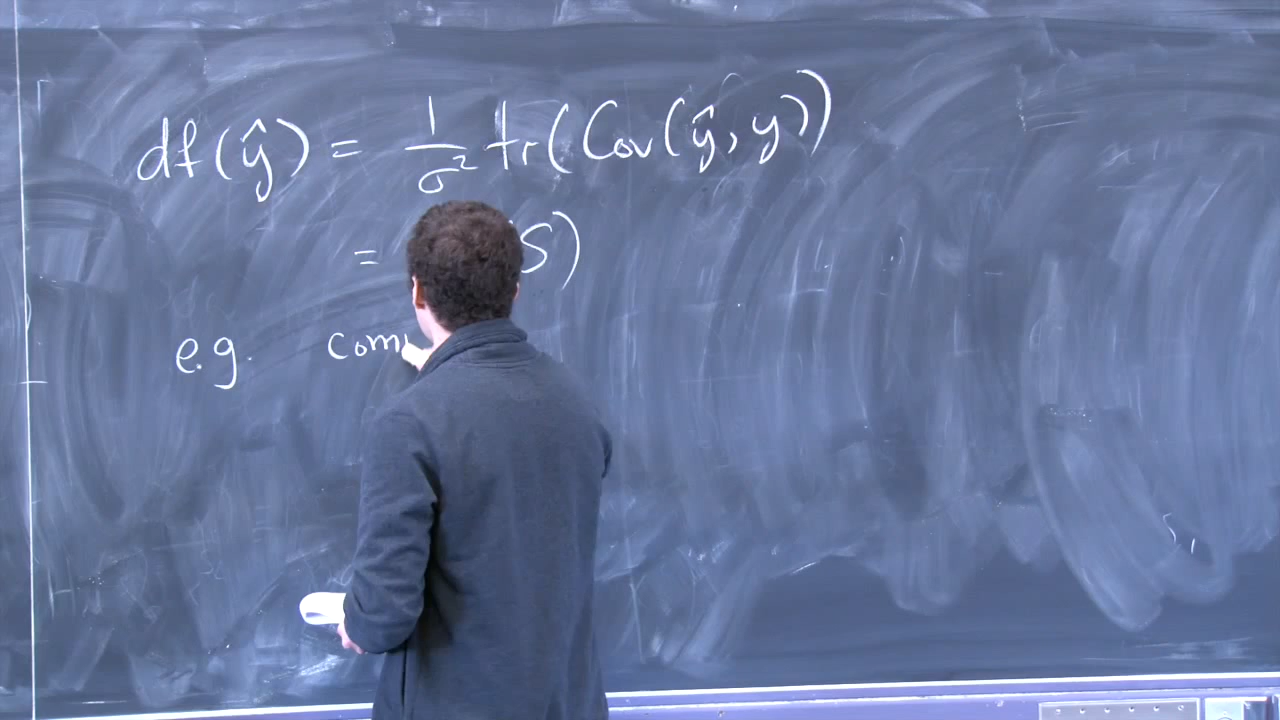 df(ŷ) = 1/σ² tr(Cov(ŷ, y))
= S)
e.g. com